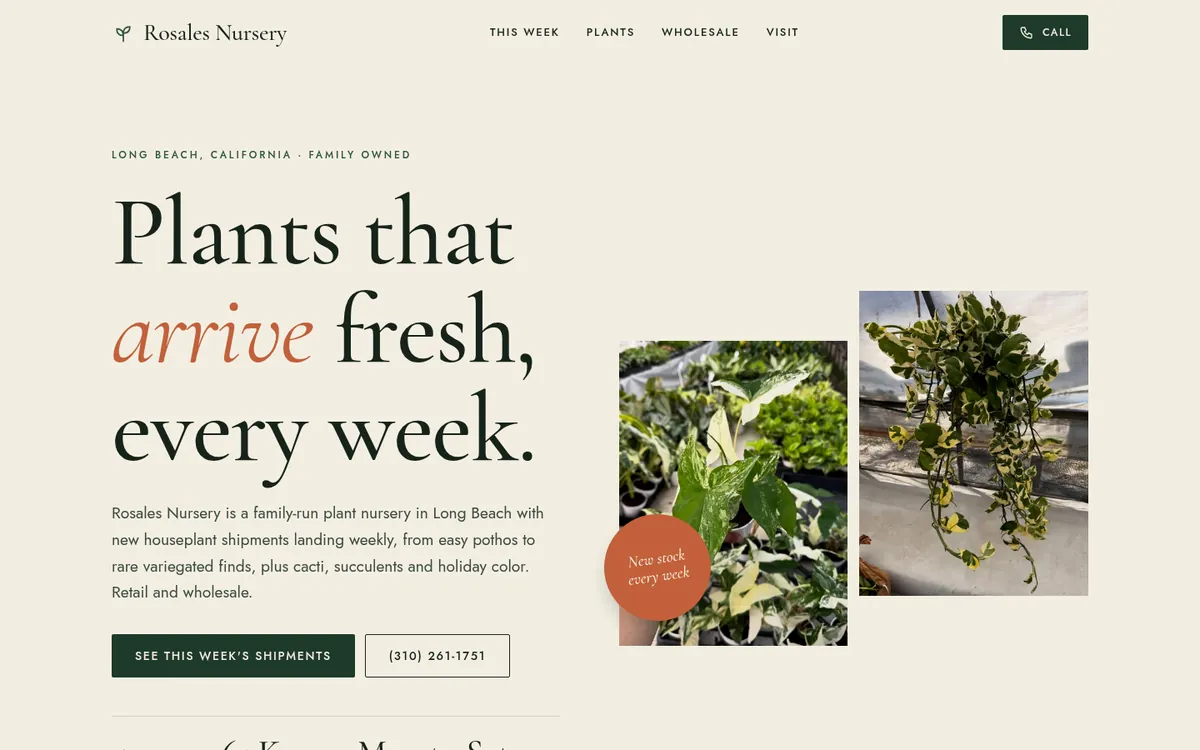 Rosales Nursery
THIS WEEK
PLANTS
WHOLESALE
VISIT
CALL
LONG BEACH, CALIFORNIA · FAMILY OWNED
Plants that
arrive fresh,
every week.
Rosales Nursery is a family-run plant nursery in Long Beach with
new houseplant shipments landing weekly, from easy pothos to
rare variegated finds, plus cacti, succulents and holiday color.
Retail and wholesale.
New stock
every week
SEE THIS WEEK'S SHIPMENTS
(310) 261-1751